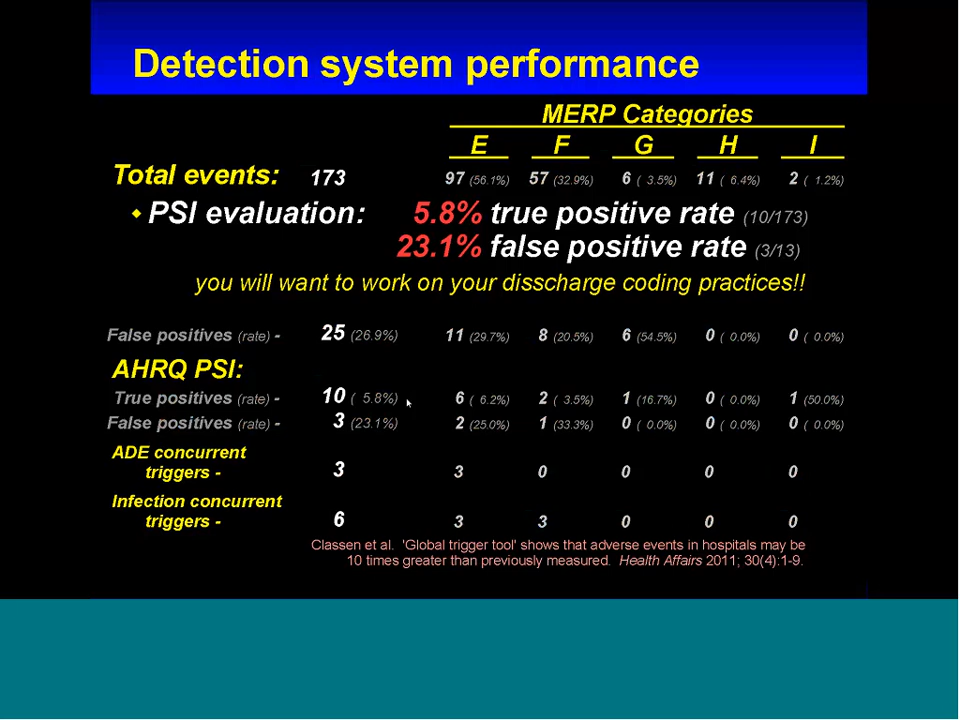 Detection system performance
MERP Categories
E F G H I
Total events: 173 97 (56.1%) 57 (32.9%) 6 ( 3.5%) 11 ( 6.4%) 2 ( 1.2%)
♦ PSI evaluation: 5.8% true positive rate (10/173)
23.1% false positive rate (3/13)
you will want to work on your disscharge coding practices!!
False positives (rate) - 25 (26.9%) 11 (29.7%) 8 (20.5%) 6 (54.5%) 0 ( 0.0%) 0 ( 0.0%)
AHRQ PSI:
True positives (rate) - 10 ( 5.8%) 6 ( 6.2%) 2 ( 3.5%) 1 (16.7%) 0 ( 0.0%) 1 (50.0%)
False positives (rate) - 3 (23.1%) 2 (25.0%) 1 (33.3%) 0 ( 0.0%) 0 ( 0.0%) 0 ( 0.0%)
ADE concurrent
triggers - 3 3 0 0 0 0
Infection concurrent
triggers - 6 3 3 0 0 0
Classen et al. 'Global trigger tool' shows that adverse events in hospitals may be
10 times greater than previously measured. Health Affairs 2011; 30(4):1-9.